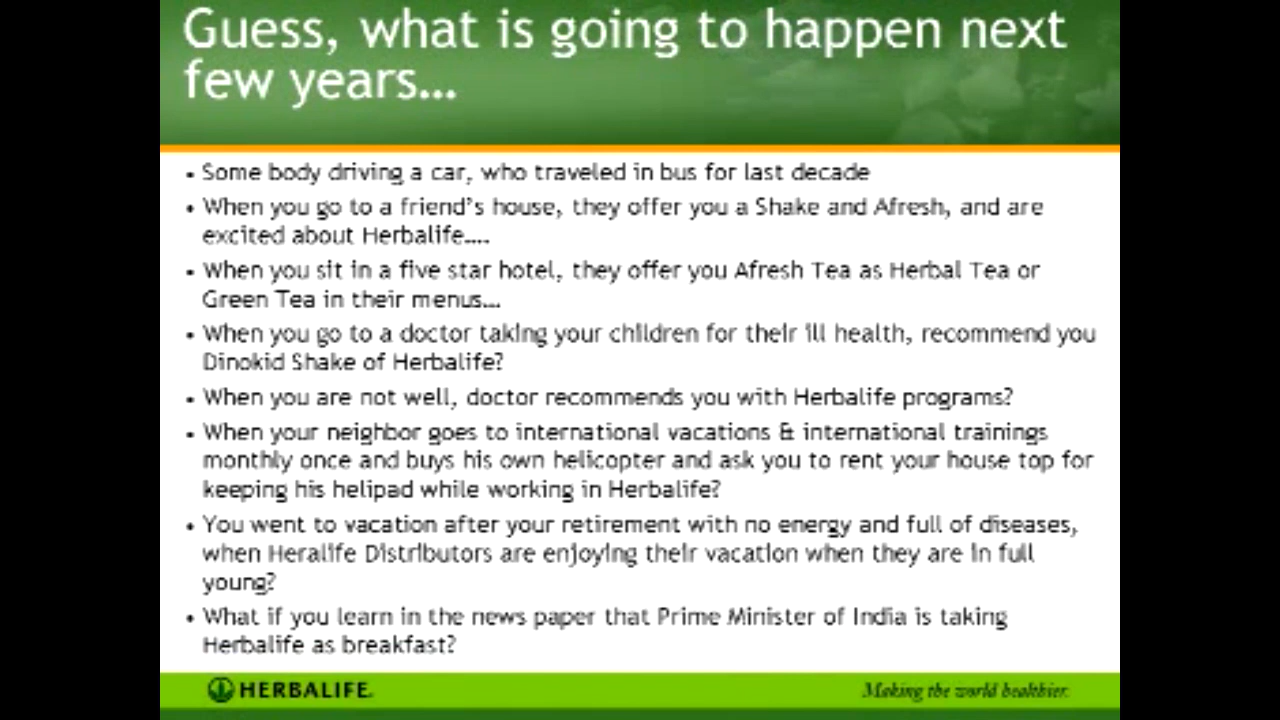 Guess, what is going to happen next
few years...
• Some body driving a car, who traveled in bus for last decade
• When you go to a friend's house, they offer you a Shake and Afresh, and are
excited about Herbalife....
• When you sit in a five star hotel, they offer you Afresh Tea as Herbal Tea or
Green Tea in their menus...
• When you go to a doctor taking your children for their ill health, recommend you
Dinokid Shake of Herbalife?
• When you are not well, doctor recommends you with Herbalife programs?
• When your neighbor goes to international vacations & international trainings
monthly once and buys his own helicopter and ask you to rent your house top for
keeping his helipad while working in Herbalife?
• You went to vacation after your retirement with no energy and full of diseases,
when Heralife Distributors are enjoying their vacation when they are in full
young?
• What if you learn in the news paper that Prime Minister of India is taking
Herbalife as breakfast?
HERBALIFE. Making the world healthier.